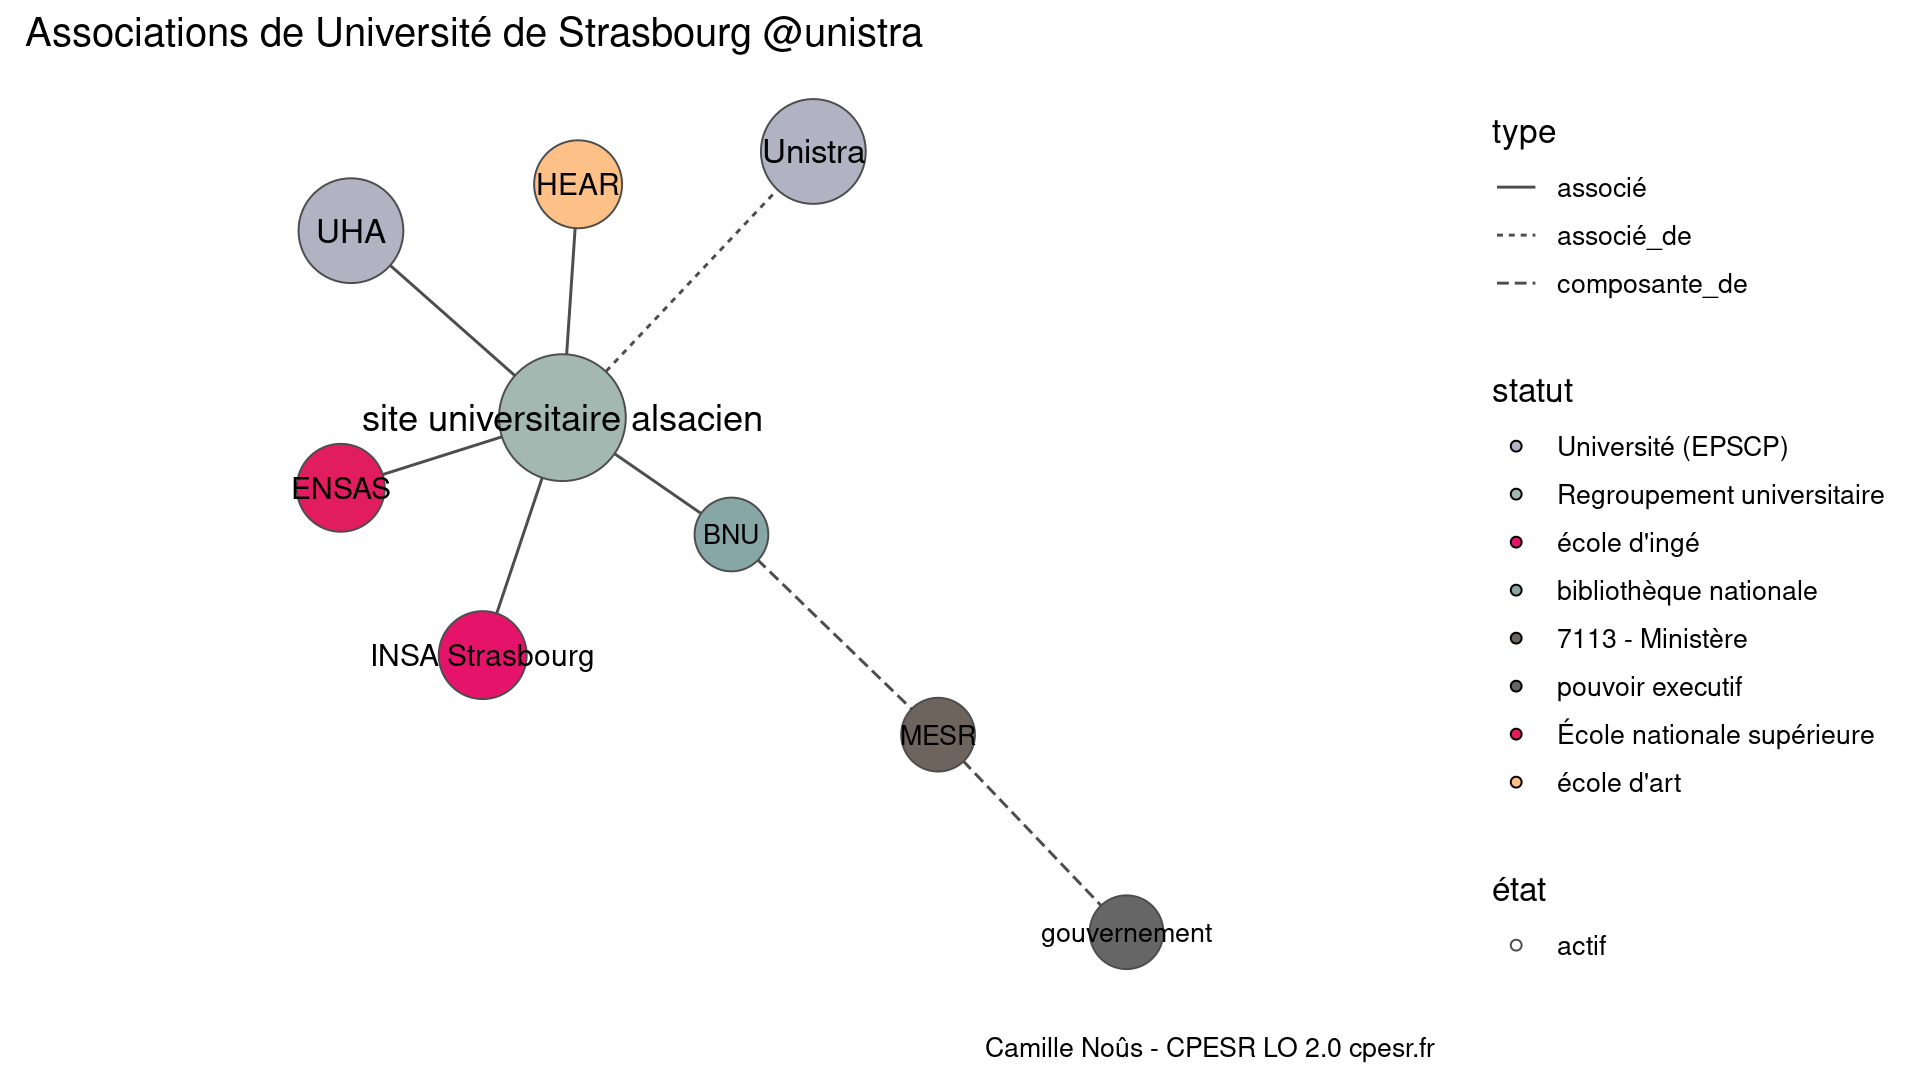 Associations de Université de Strasbourg @unistra
Unistra
HEAR
UHA
site universitaire alsacien
ENSAS
BNU
INSA Strasbourg
MESR
gouvernement
type
associé
associé_de
composante_de
statut
Université (EPSCP)
Regroupement universitaire
école d'ingé
bibliothèque nationale
7113 - Ministère
pouvoir executif
École nationale supérieure
école d'art
état
actif
Camille Noûs - CPESR LO 2.0 cpesr.fr